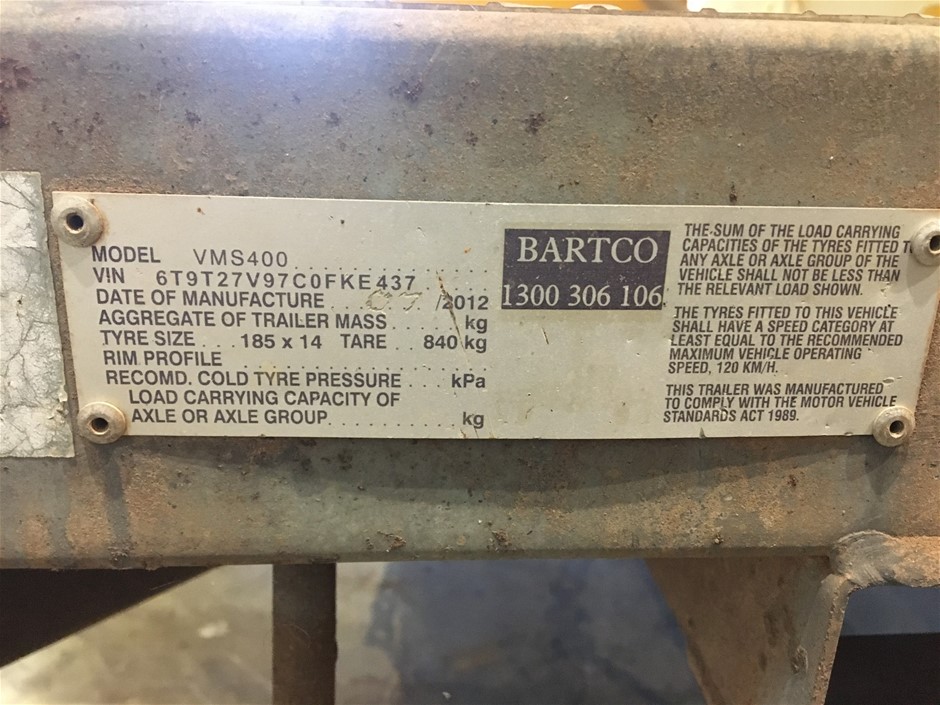 MODEL VMS400
VIN 6T9T27V97C0FKE437
DATE OF MANUFACTURE 07/2012
AGGREGATE OF TRAILER MASS kg
TYRE SIZE 185 x 14 TARE 840 kg
RIM PROFILE
RECOMD. COLD TYRE PRESSURE kPa
LOAD CARRYING CAPACITY OF
AXLE OR AXLE GROUP kg
BARTCO
1300 306 106
THE SUM OF THE LOAD CARRYING
CAPACITIES OF THE TYRES FITTED T
ANY AXLE OR AXLE GROUP OF THE
VEHICLE SHALL NOT BE LESS THAN
THE RELEVANT LOAD SHOWN.
THE TYRES FITTED TO THIS VEHICLE
SHALL HAVE A SPEED CATEGORY AT
LEAST EQUAL TO THE RECOMMENDED
MAXIMUM VEHICLE OPERATING
SPEED, 120 KM/H.
THIS TRAILER WAS MANUFACTURED
TO COMPLY WITH THE MOTOR VEHICLE
STANDARDS ACT 1989.